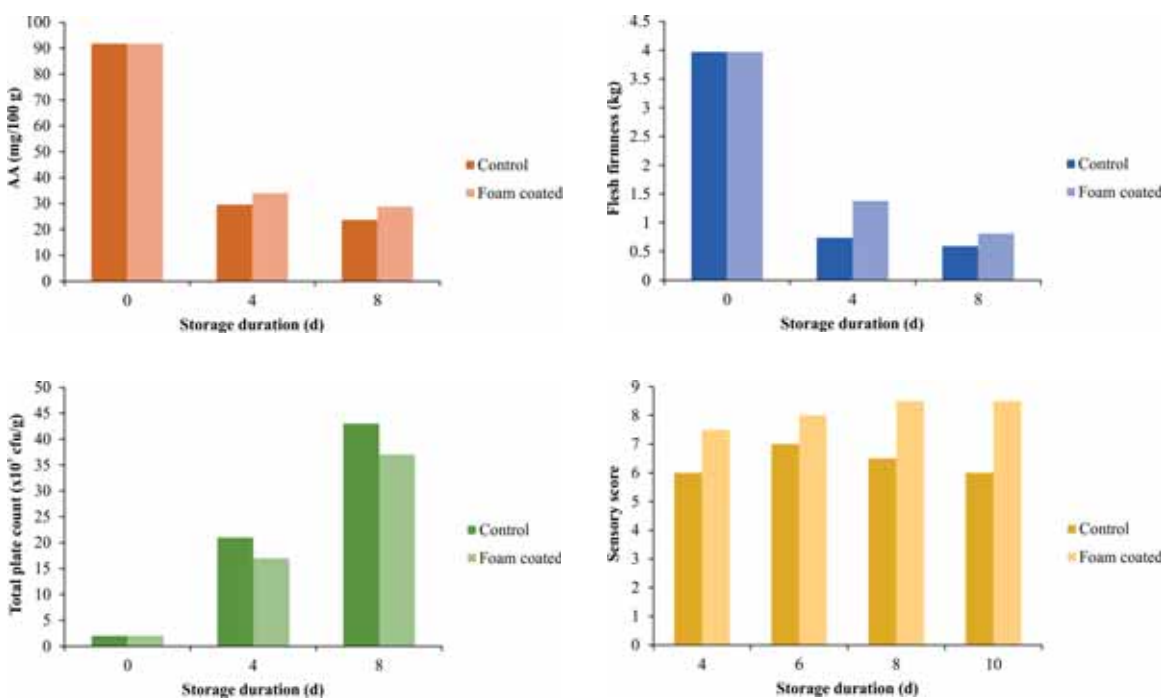 100
90
80
70
60
50
40
30
20
10
0
AA (mg/100 g)
0 4 8
Storage duration (d)
Control
Foam coated
4.5
4
3.5
3
2.5
2
1.5
1
0.5
0
Flesh firmness (kg)
0 4 8
Storage duration (d)
Control
Foam coated
50
45
40
35
30
25
20
15
10
5
0
Total plate count cfu/g)
0 4 8
Storage duration (d)
Control
Foam coated
9
8
7
6
5
4
3
2
1
0
Sensory score
4 6 8 10
Storage duration (d)
Control
Foam coated